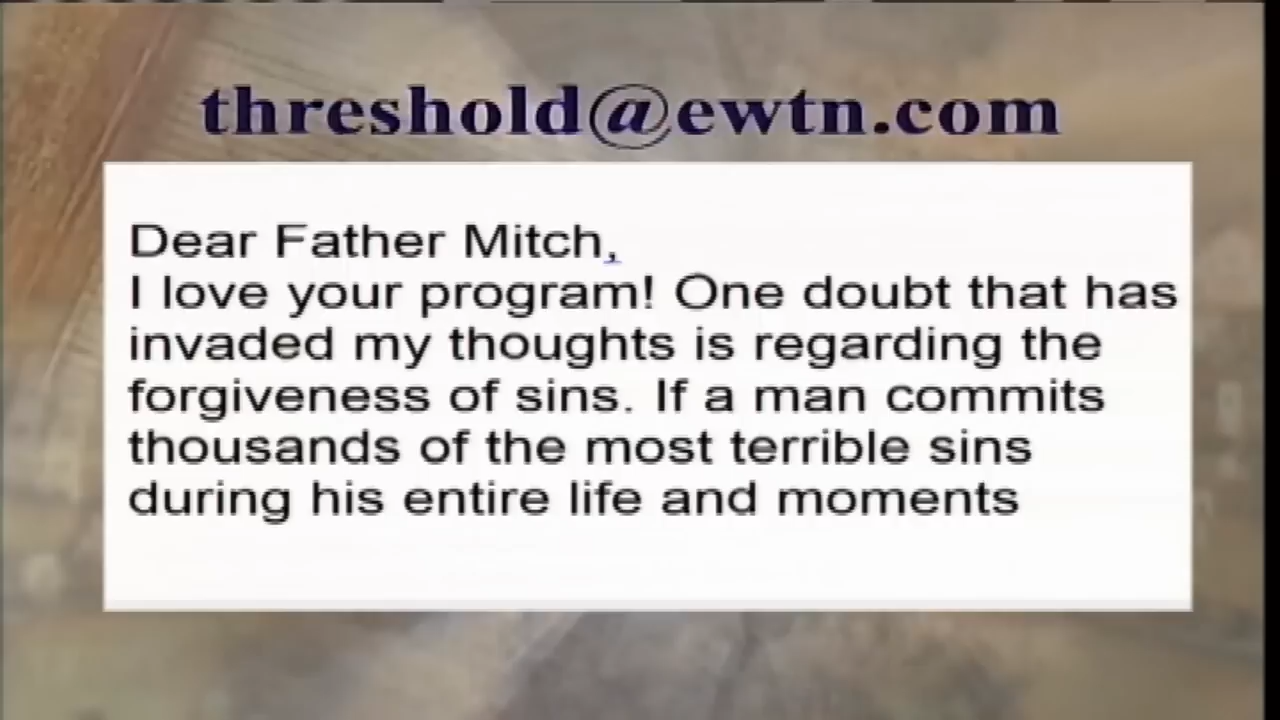 threshold@ewtn.com
Dear Father Mitch,
I love your program! One doubt that has
invaded my thoughts is regarding the
forgiveness of sins. If a man commits
thousands of the most terrible sins
during his entire life and moments